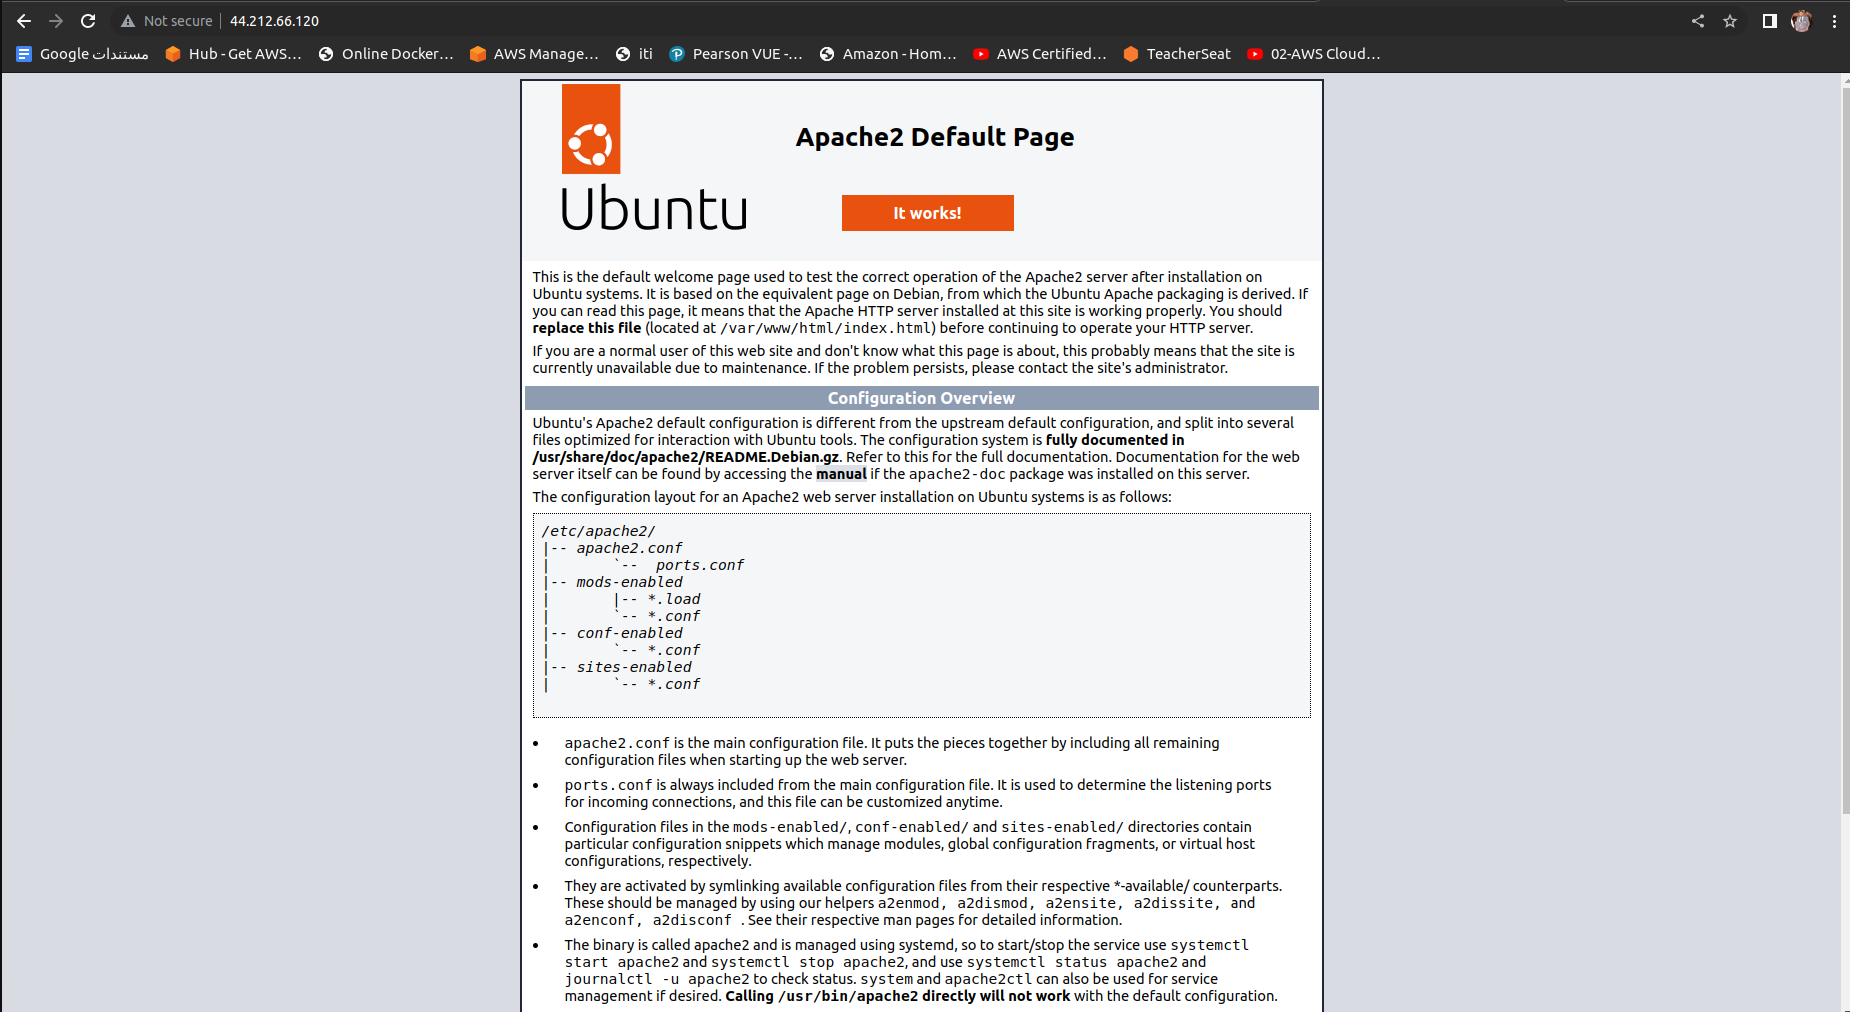 Not secure 44.212.66.120
Google مستندات Hub - Get AWS... Online Docker... AWS Manage... iti Pearson VUE -... Amazon - Hom... AWS Certified... TeacherSeat 02-AWS Cloud...
Apache2 Default Page
Ubuntu
It works!
This is the default welcome page used to test the correct operation of the Apache2 server after installation on
Ubuntu systems. It is based on the equivalent page on Debian, from which the Ubuntu Apache packaging is derived. If
you can read this page, it means that the Apache HTTP server installed at this site is working properly. You should
replace this file (located at /var/www/html/index.html) before continuing to operate your HTTP server.
If you are a normal user of this web site and don't know what this page is about, this probably means that the site is
currently unavailable due to maintenance. If the problem persists, please contact the site's administrator.
Configuration Overview
Ubuntu's Apache2 default configuration is different from the upstream default configuration, and split into several
files optimized for interaction with Ubuntu tools. The configuration system is fully documented in
/usr/share/doc/apache2/README.Debian.gz. Refer to this for the full documentation. Documentation for the web
server itself can be found by accessing the manual if the apache2-doc package was installed on this server.
The configuration layout for an Apache2 web server installation on Ubuntu systems is as follows:
/etc/apache2/
|-- apache2.conf
|       `--  ports.conf
|-- mods-enabled
|       |-- *.load
|       `-- *.conf
|-- conf-enabled
|       `-- *.conf
|-- sites-enabled
|       `-- *.conf
• apache2.conf is the main configuration file. It puts the pieces together by including all remaining
configuration files when starting up the web server.
• ports.conf is always included from the main configuration file. It is used to determine the listening ports
for incoming connections, and this file can be customized anytime.
• Configuration files in the mods-enabled/, conf-enabled/ and sites-enabled/ directories contain
particular configuration snippets which manage modules, global configuration fragments, or virtual host
configurations, respectively.
• They are activated by symlinking available configuration files from their respective *-available/ counterparts.
These should be managed by using our helpers a2enmod, a2dismod, a2ensite, a2dissite, and
a2enconf, a2disconf . See their respective man pages for detailed information.
• The binary is called apache2 and is managed using systemd, so to start/stop the service use systemctl
start apache2 and systemctl stop apache2, and use systemctl status apache2 and
journalctl -u apache2 to check status. system and apache2ctl can also be used for service
management if desired. Calling /usr/bin/apache2 directly will not work with the default configuration.